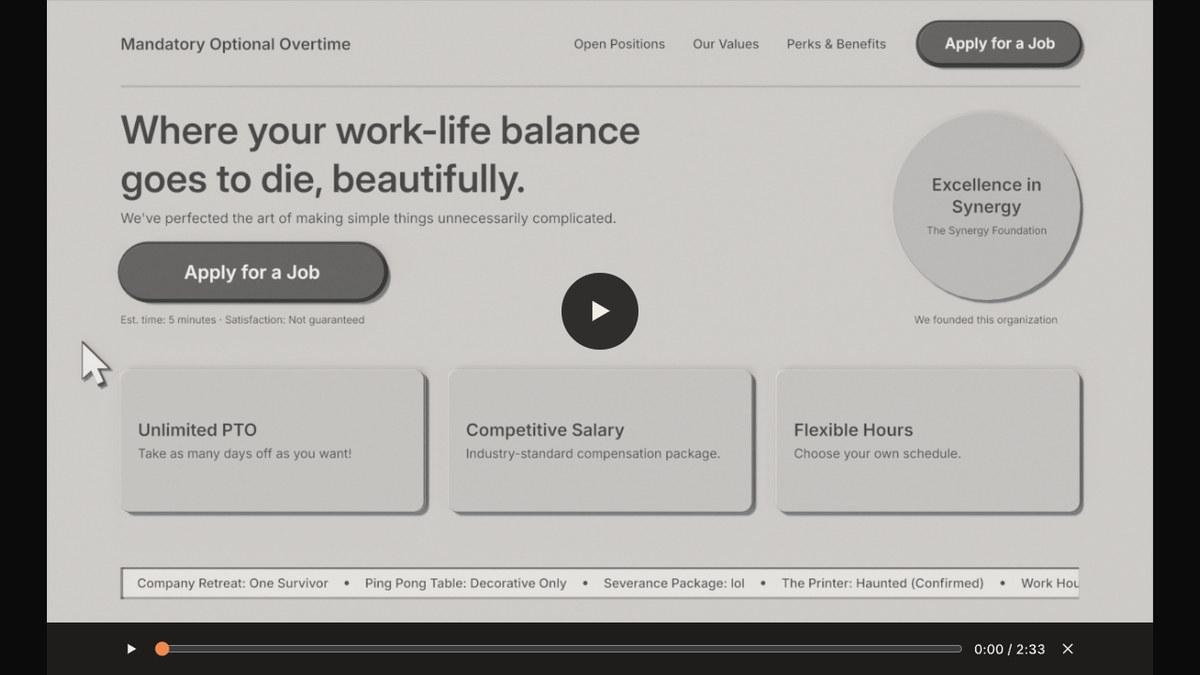 Mandatory Optional Overtime
Open Positions
Our Values
Perks & Benefits
Apply for a Job
Where your work-life balance
goes to die, beautifully.
We've perfected the art of making simple things unnecessarily complicated.
Apply for a Job
Est. time: 5 minutes · Satisfaction: Not guaranteed
Excellence in
Synergy
The Synergy Foundation
We founded this organization
Unlimited PTO
Take as many days off as you want!
Competitive Salary
Industry-standard compensation package.
Flexible Hours
Choose your own schedule.
Company Retreat: One Survivor • Ping Pong Table: Decorative Only • Severance Package: lol • The Printer: Haunted (Confirmed) • Work
0:00 / 2:33